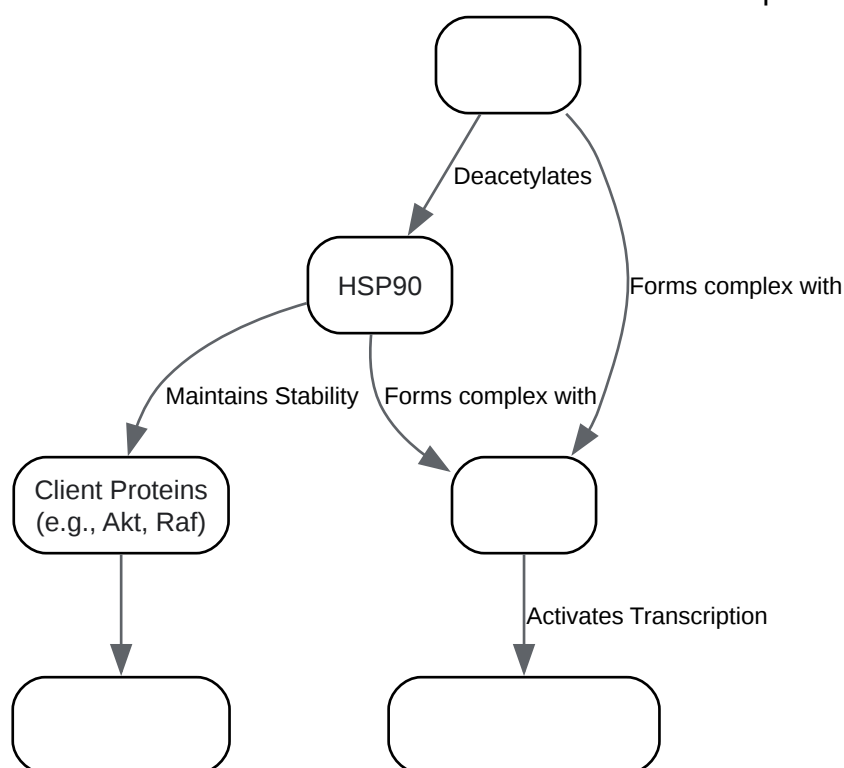 Deacetylates
HSP90
Forms complex with
Maintains Stability
Forms complex with
Client Proteins
(e.g., Akt, Raf)
Activates Transcription